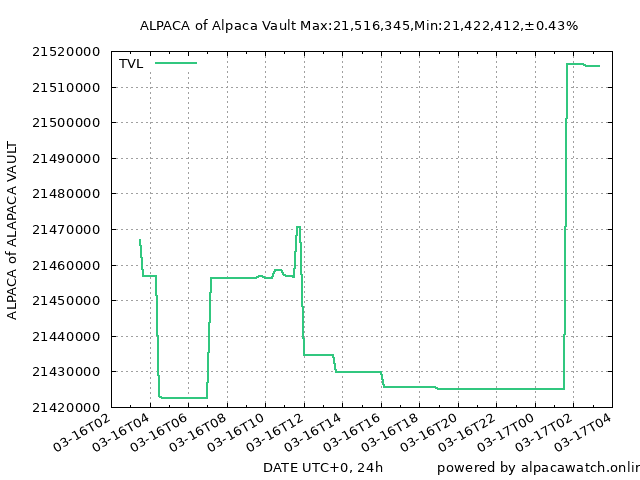 ALPACA of Alpaca Vault Max:21,516,345,Min:21,422,412,±0.43%
TVL
21520000
21510000
21500000
21490000
21480000
21470000
21460000
21450000
21440000
21430000
21420000
ALPACA of ALAPACA VAULT
03-16T02
03-16T04
03-16T06
03-16T08
03-16T10
03-16T12
03-16T14
03-16T16
03-16T18
03-16T20
03-16T22
03-17T00
03-17T02
03-17T04
DATE UTC+0, 24h
powered by alpacawatch.onlin